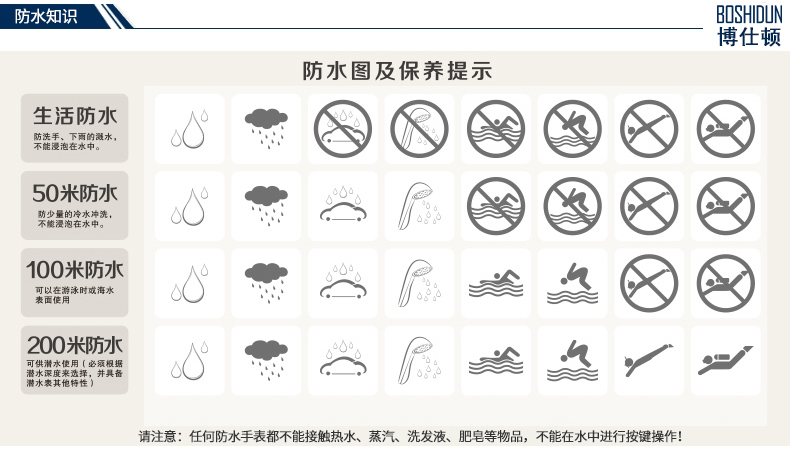 防水知识
BOSHIDUN
博仕顿
防水图及保养提示
生活防水
防洗手、下雨的溅水，
不能浸泡在水中。
50米防水
防少量的冷水冲洗，
不能浸泡在水中。
100米防水
可以在游泳时或海水
表面使用
200米防水
可供潜水使用（必须根据
潜水深度来选择，并具备
潜水表其他特性）
请注意：任何防水手表都不能接触热水、蒸汽、洗发液、肥皂等物品，不能在水中进行按键操作！